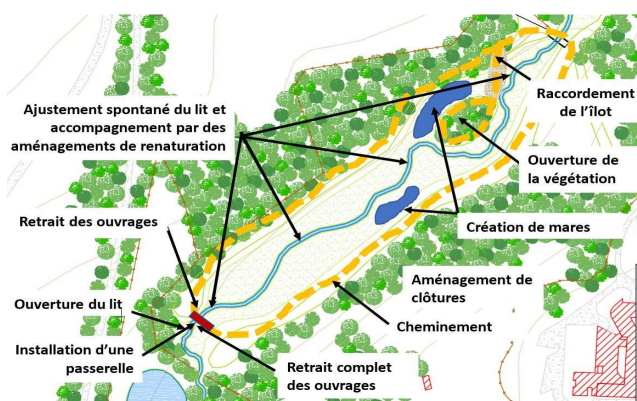 Ajustement spontané du lit et
accompagnement par des
aménagements de renaturation
Raccordement
de l’îlot
Ouverture de
la végétation
Retrait des ouvrages
Création de mares
Aménagement de
clôtures
Ouverture du lit
Cheminement
Installation d’une
passerelle
Retrait complet
des ouvrages